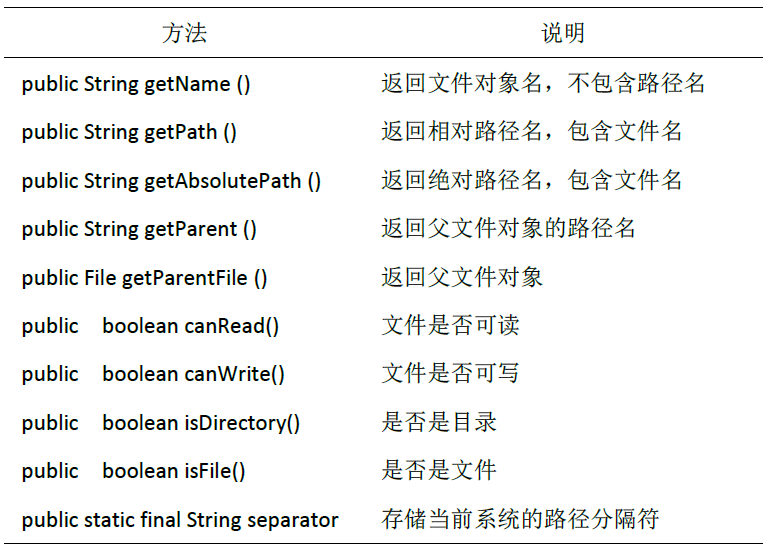 方法 说明
public String getName () 返回文件对象名，不包含路径名
public String getPath () 返回相对路径名，包含文件名
public String getAbsolutePath () 返回绝对路径名，包含文件名
public String getParent () 返回父文件对象的路径名
public File getParentFile () 返回父文件对象
public boolean canRead() 文件是否可读
public boolean canWrite() 文件是否可写
public boolean isDirectory() 是否是目录
public boolean isFile() 是否是文件
public static final String separator 存储当前系统的路径分隔符